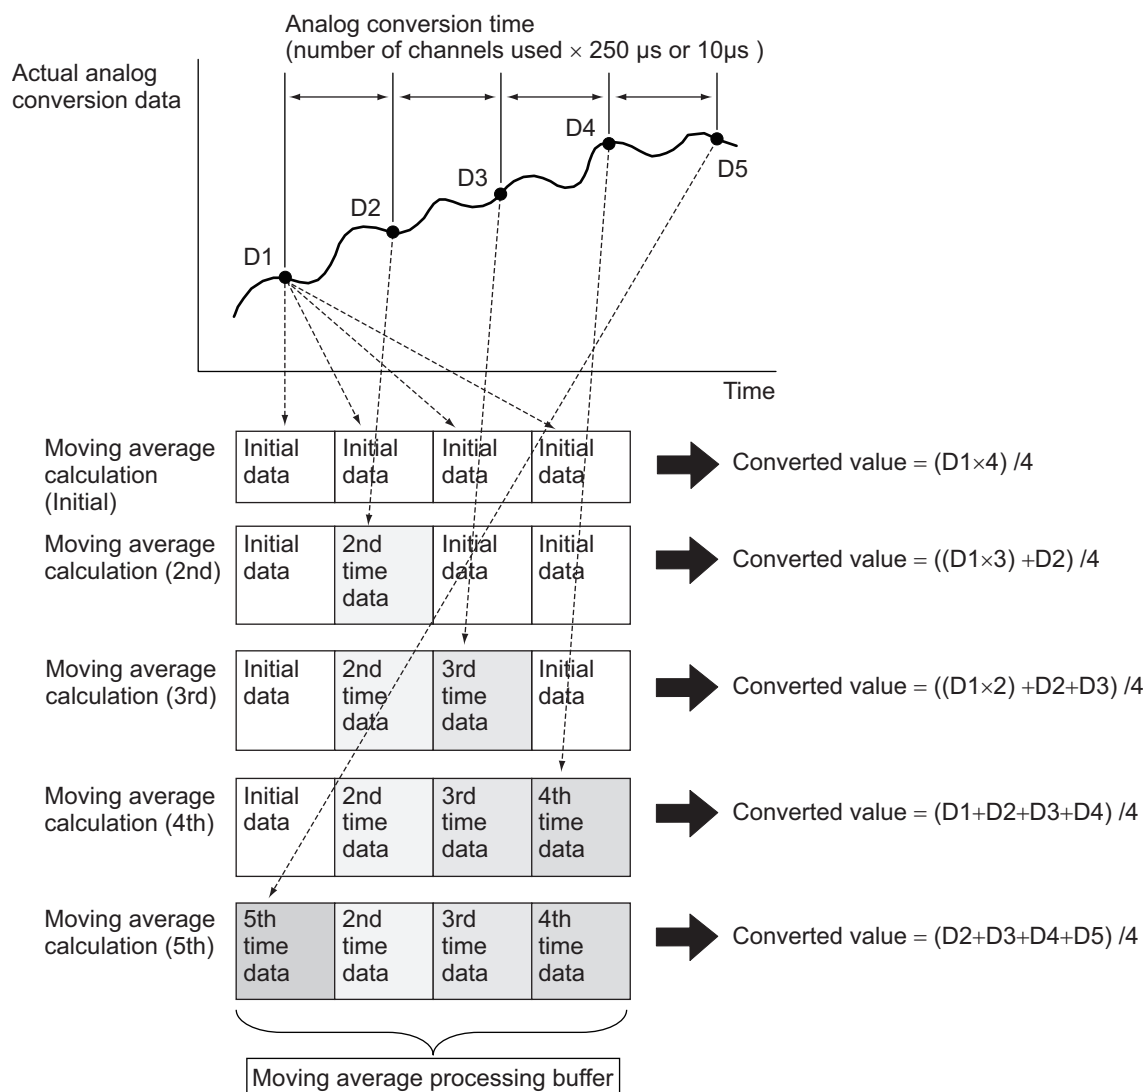 Analog conversion time
(number of channels used × 250 µs or 10µs )
Actual analog
conversion data
D1
D2
D3
D4
D5
Time
Moving average
calculation
(Initial)
Initial
data
Initial
data
Initial
data
Initial
data
Converted value = (D1×4) /4
Moving average
calculation (2nd)
Initial
data
2nd
time
data
Initial
data
Initial
data
Converted value = ((D1×3) +D2) /4
Moving average
calculation (3rd)
Initial
data
2nd
time
data
3rd
time
data
Initial
data
Converted value = ((D1×2) +D2+D3) /4
Moving average
calculation (4th)
Initial
data
2nd
time
data
3rd
time
data
4th
time
data
Converted value = (D1+D2+D3+D4) /4
Moving average
calculation (5th)
5th
time
data
2nd
time
data
3rd
time
data
4th
time
data
Converted value = (D2+D3+D4+D5) /4
Moving average processing buffer